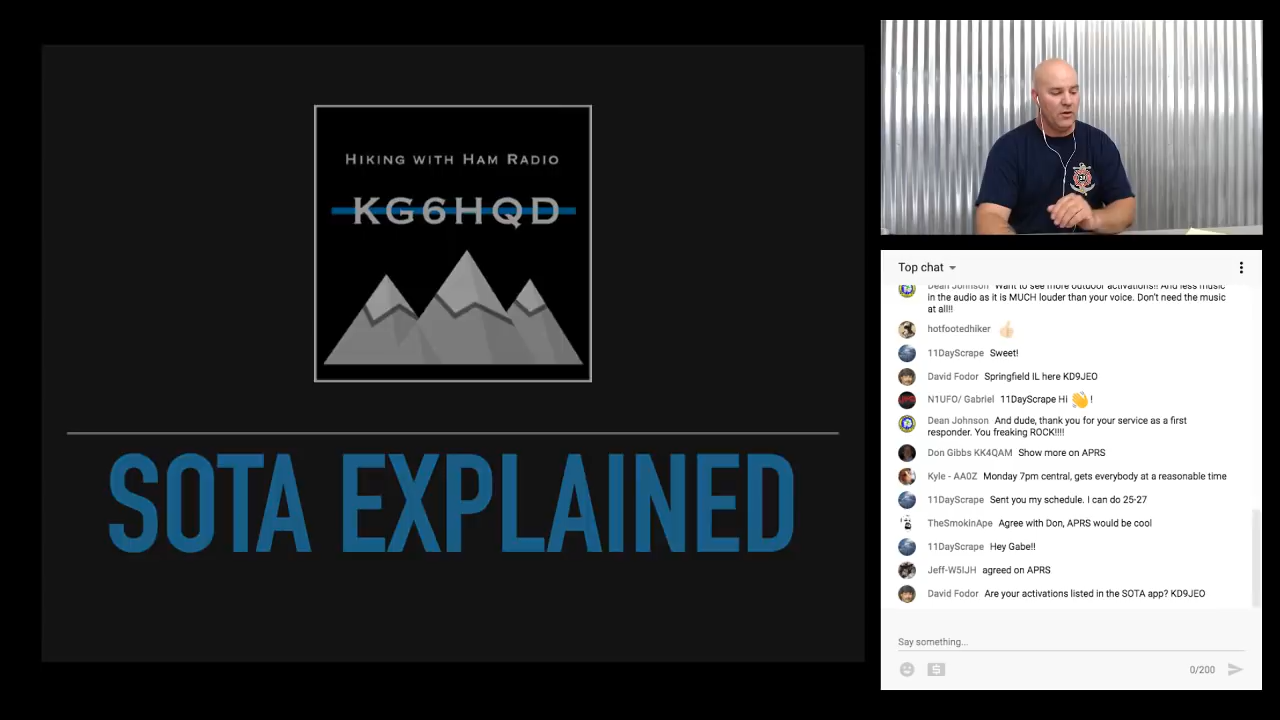 HIKING WITH HAM RADIO
KG6HQD
SOTA EXPLAINED
Top chat
Dean Johnson Want to see more outdoor activations!! And less music
in the audio as it is MUCH louder than your voice. Don't need the music
at all!!
hotfootedhiker
11DayScrape Sweet!
David Fodor Springfield IL here KD9JEO
N1UFO/ Gabriel 11DayScrape Hi !
Dean Johnson And dude, thank you for your service as a first
responder. You freaking ROCK!!!!
Don Gibbs KK4QAM Show more on APRS
Kyle - AA0Z Monday 7pm central, gets everybody at a reasonable time
11DayScrape Sent you my schedule. I can do 25-27
TheSmokinApe Agree with Don, APRS would be cool
11DayScrape Hey Gabe!!
Jeff-W5IJH agreed on APRS
David Fodor Are your activations listed in the SOTA app? KD9JEO
Say something...
0/200